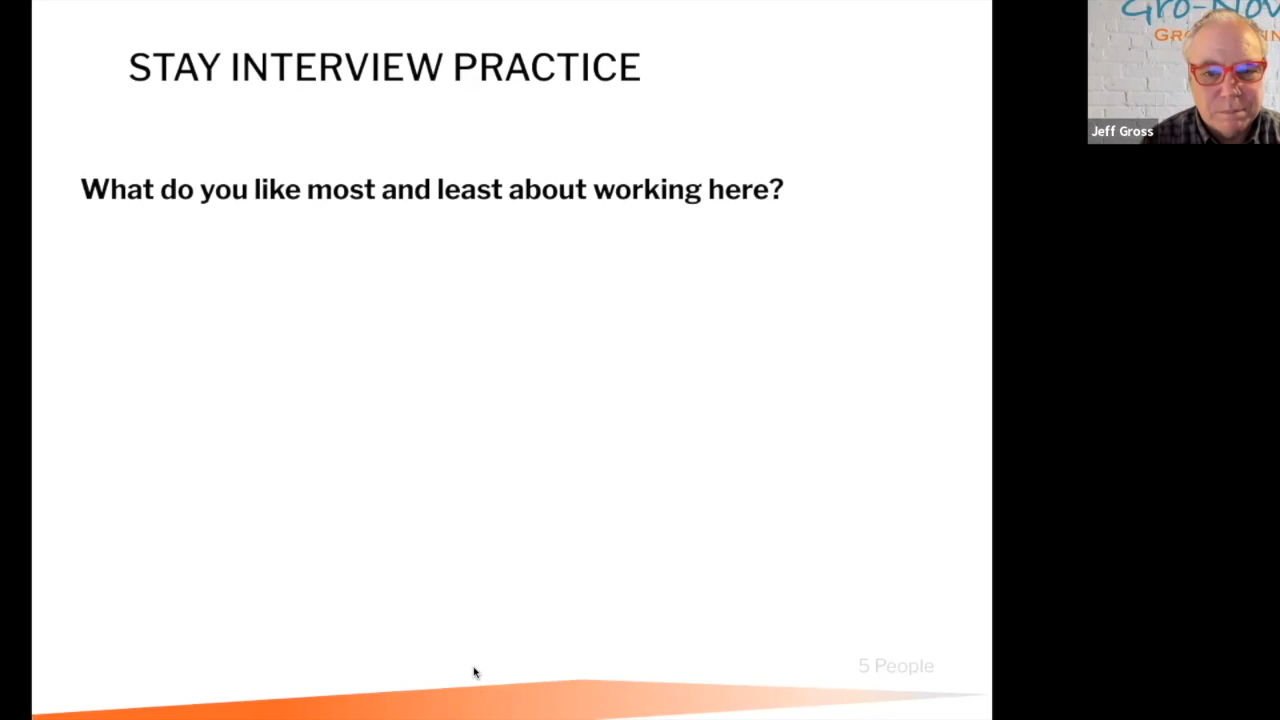 STAY INTERVIEW PRACTICE
What do you like most and least about working here?
5 People
Jeff Gross